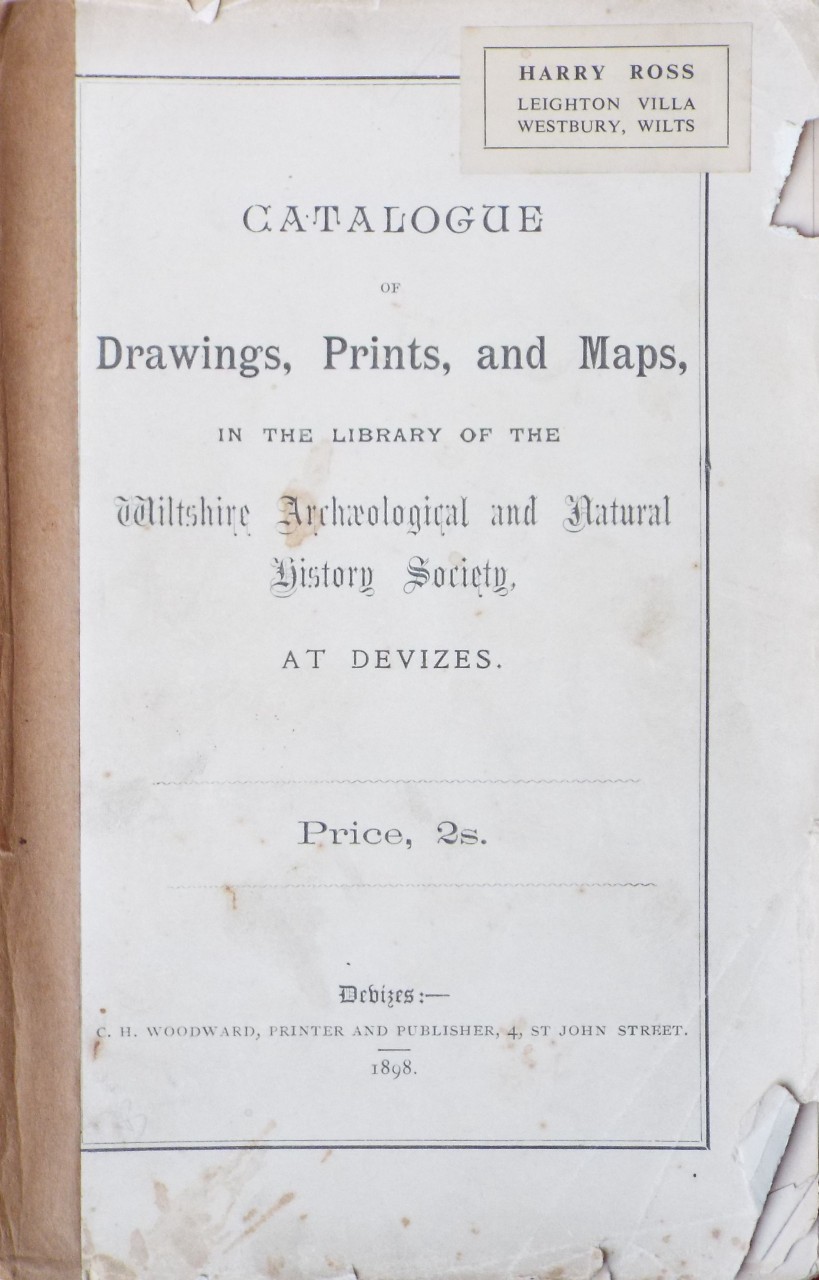 HARRY ROSS
LEIGHTON VILLA
WESTBURY, WILTS
CATALOGUE
OF
Drawings, Prints, and Maps,
IN THE LIBRARY OF THE
Wiltshire Archæological and Natural
History Society,
AT DEVIZES.
Price, 2s.
Devizes:—
C. H. WOODWARD, PRINTER AND PUBLISHER, 4, ST JOHN STREET.
1898.